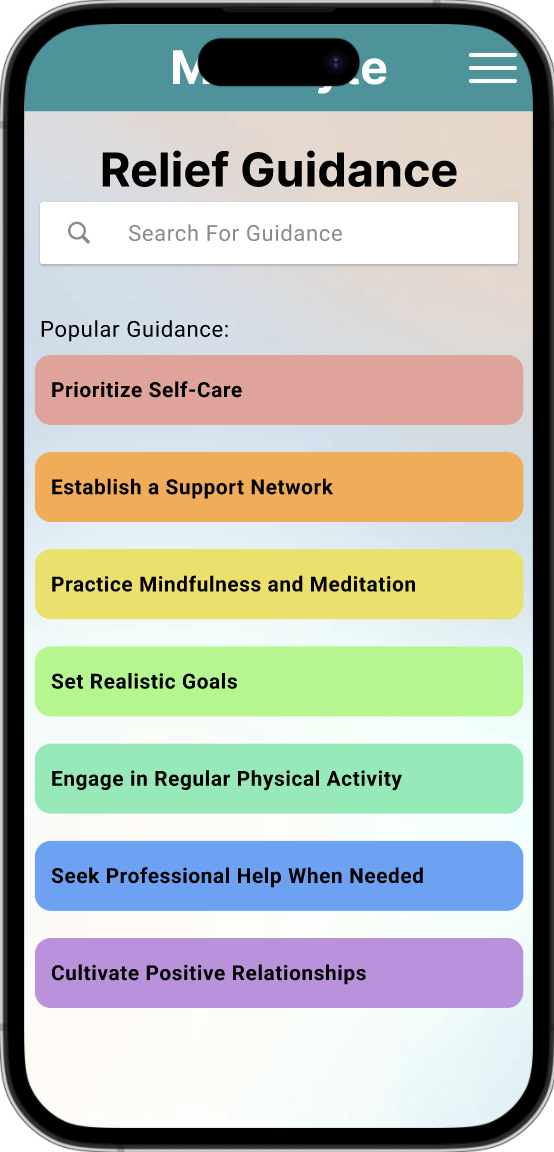 Relief Guidance
Search For Guidance
Popular Guidance:
Prioritize Self-Care
Establish a Support Network
Practice Mindfulness and Meditation
Set Realistic Goals
Engage in Regular Physical Activity
Seek Professional Help When Needed
Cultivate Positive Relationships